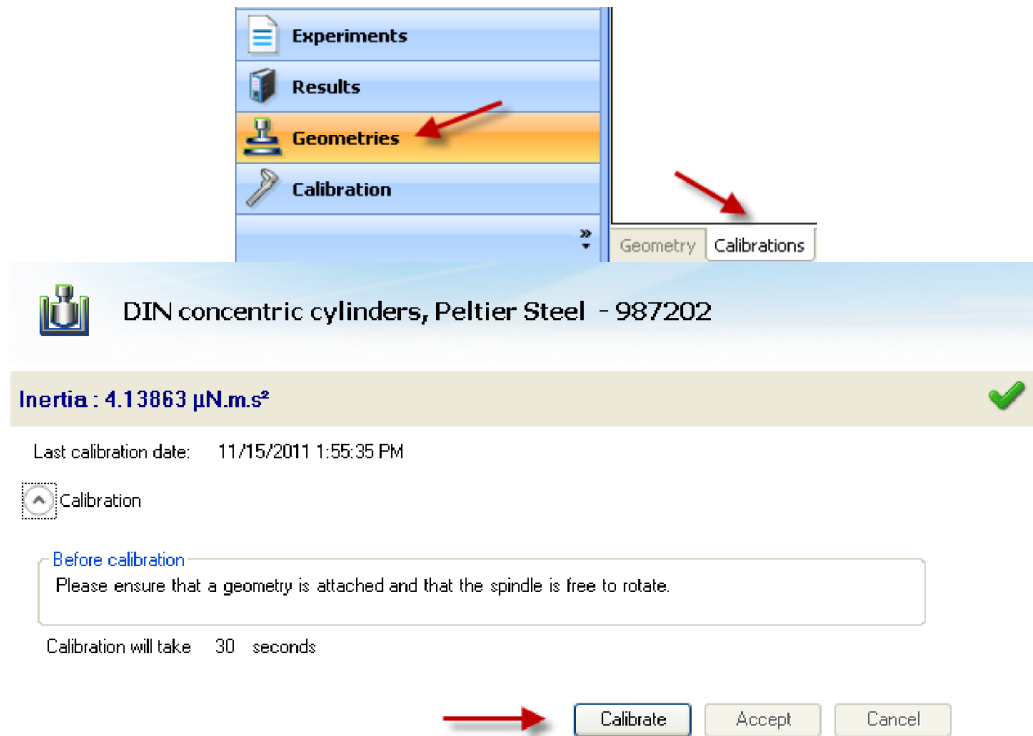 Experiments
Results
Geometries
Calibration
Geometry Calibrations
DIN concentric cylinders, Peltier Steel - 987202
Inertia : 4.13863 µN.m.s²
Last calibration date: 11/15/2011 1:55:35 PM
Calibration
Before calibration
Please ensure that a geometry is attached and that the spindle is free to rotate.
Calibration will take 30 seconds
Calibrate Accept Cancel